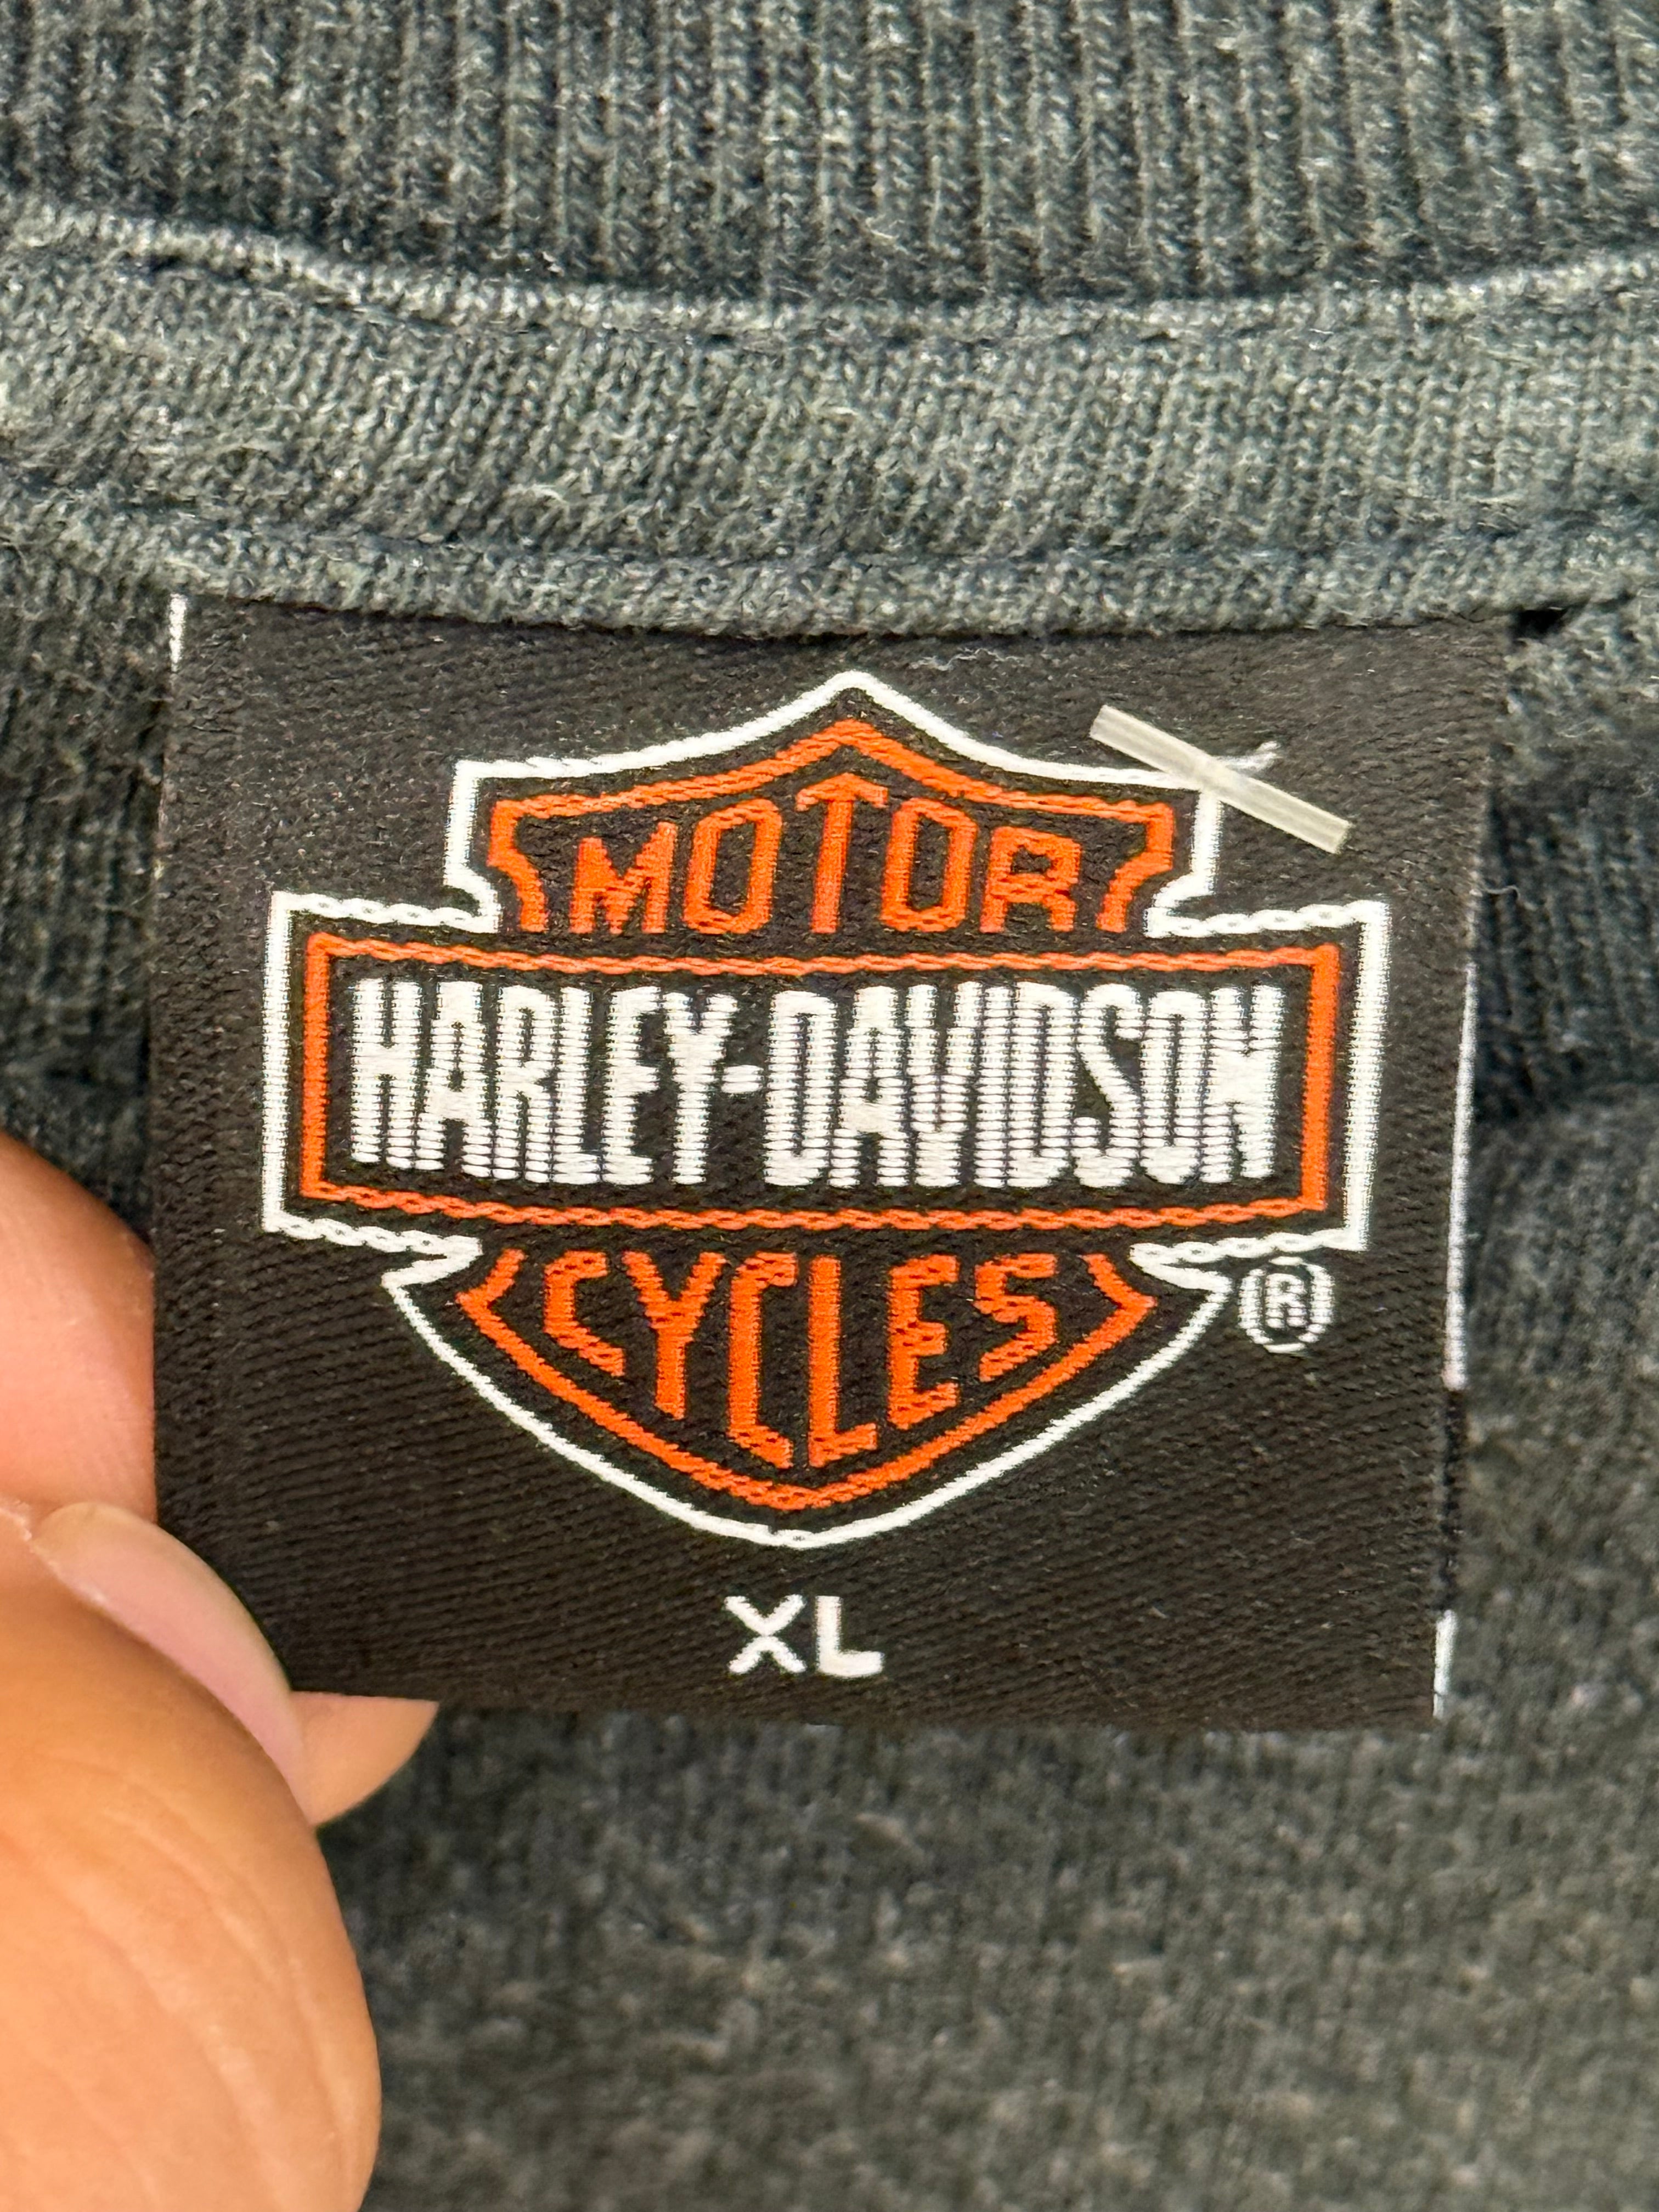 MOTOR
HARLEY-DAVIDSON
CYCLES
®
XL